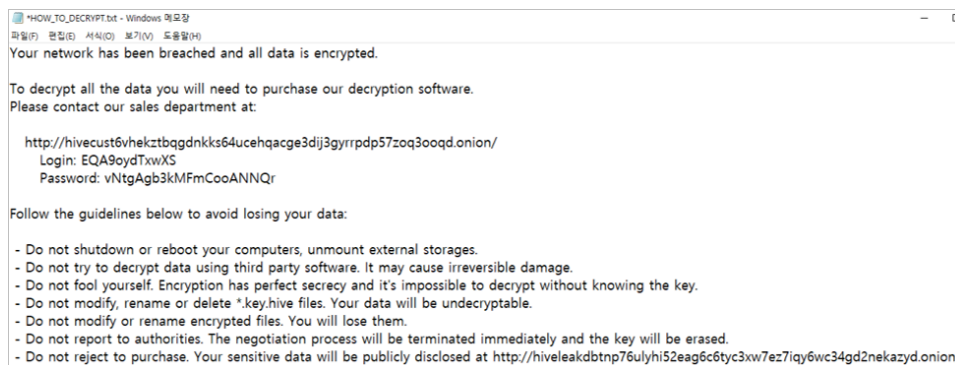 *HOW_TO_DECRYPT.txt - Windows 메모장
파일(F) 편집(E) 서식(O) 보기(V) 도움말(H)
Your network has been breached and all data is encrypted.
To decrypt all the data you will need to purchase our decryption software.
Please contact our sales department at:
http://hivecust6vhekztbqgdnkks64ucehqacge3dij3gyrrpdp57zoq3ooqd.onion/
Login: EQA9oydTxwXS
Password: vNtgAgb3kMFmCooANNQr
Follow the guidelines below to avoid losing your data:
- Do not shutdown or reboot your computers, unmount external storages.
- Do not try to decrypt data using third party software. It may cause irreversible damage.
- Do not fool yourself. Encryption has perfect secrecy and it's impossible to decrypt without knowing the key.
- Do not modify, rename or delete *.key.hive files. Your data will be undecryptable.
- Do not modify or rename encrypted files. You will lose them.
- Do not report to authorities. The negotiation process will be terminated immediately and the key will be erased.
- Do not reject to purchase. Your sensitive data will be publicly disclosed at http://hiveleakdbtnp76ulyhi52eag6c6tyc3xw7ez7iqy6wc34gd2nekazyd.onion